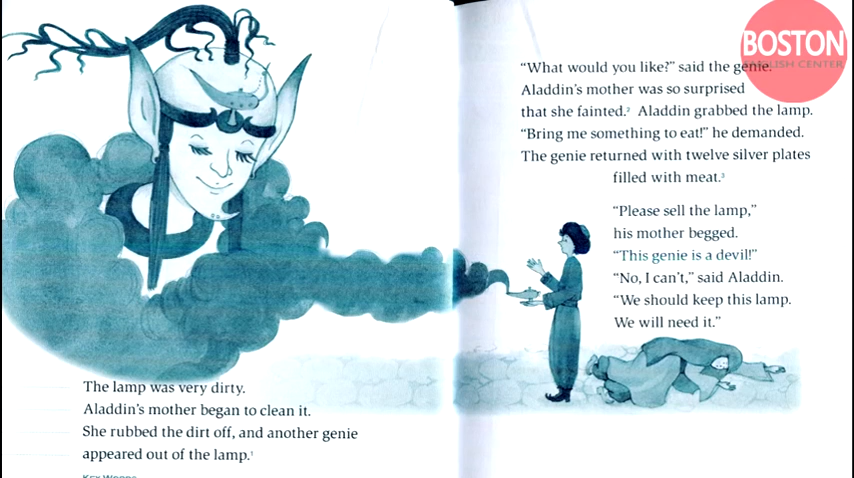 The lamp was very dirty.
Aladdin's mother began to clean it.
She rubbed the dirt off, and another genie
appeared out of the lamp.¹
KEY WORDS
BOSTON
ENGLISH CENTER
"What would you like?" said the genie.
Aladdin's mother was so surprised
that she fainted.² Aladdin grabbed the lamp.
"Bring me something to eat!" he demanded.
The genie returned with twelve silver plates
filled with meat.³
"Please sell the lamp,"
his mother begged.
"This genie is a devil!"
"No, I can't," said Aladdin.
"We should keep this lamp.
We will need it."